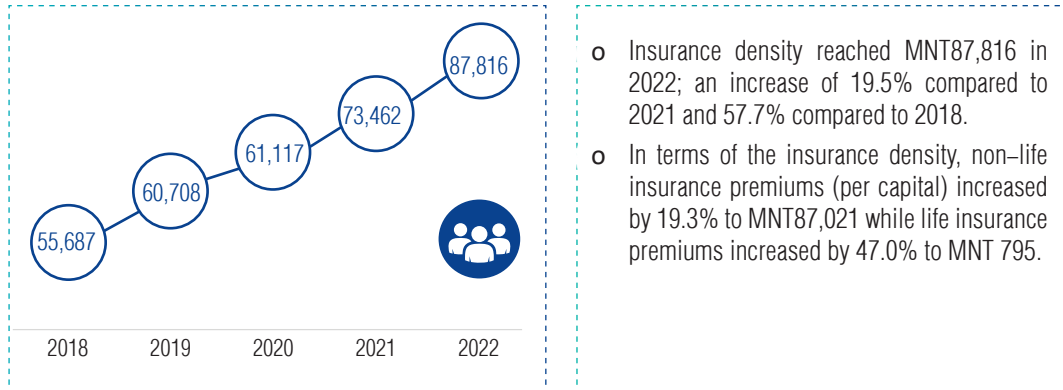 87,816
73,462
61,117
60,708
55,687
2018 2019 2020 2021 2022
o Insurance density reached MNT87,816 in
2022; an increase of 19.5% compared to
2021 and 57.7% compared to 2018.
o In terms of the insurance density, non–life
insurance premiums (per capital) increased
by 19.3% to MNT87,021 while life insurance
premiums increased by 47.0% to MNT 795.